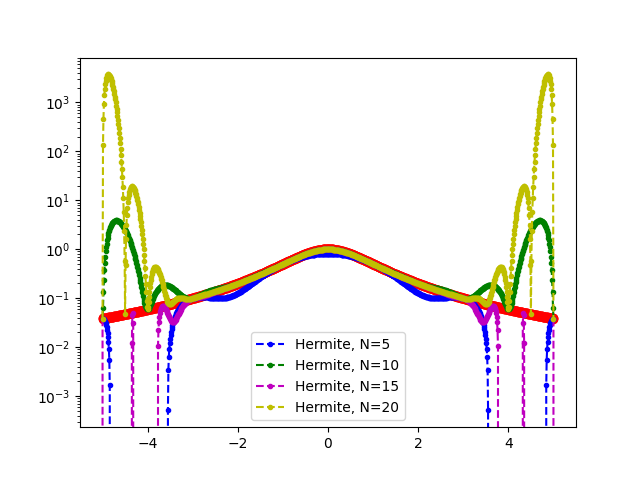 10³
10²
10¹
10⁰
10⁻¹
10⁻²
10⁻³
Hermite, N=5
Hermite, N=10
Hermite, N=15
Hermite, N=20
−4 −2 0 2 4